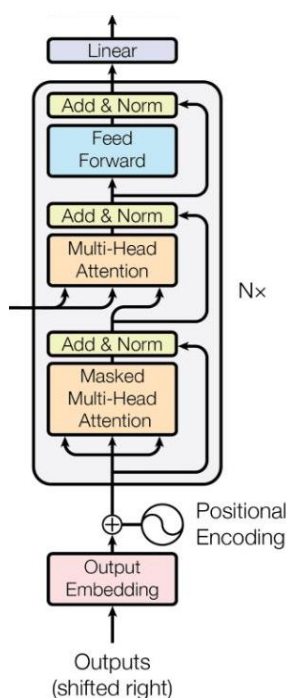 Linear
Add & Norm
Feed
Forward
Add & Norm
Multi-Head
Attention
N×
Add & Norm
Masked
Multi-Head
Attention
Positional
Encoding
Output
Embedding
Outputs
(shifted right)